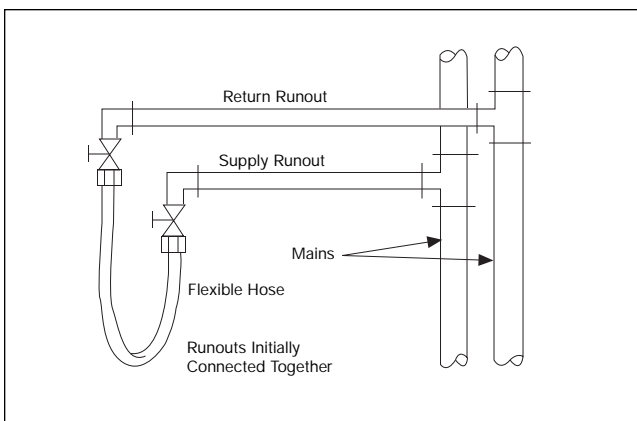 Return Runout
Supply Runout
Mains
Flexible Hose
Runouts Initially
Connected Together